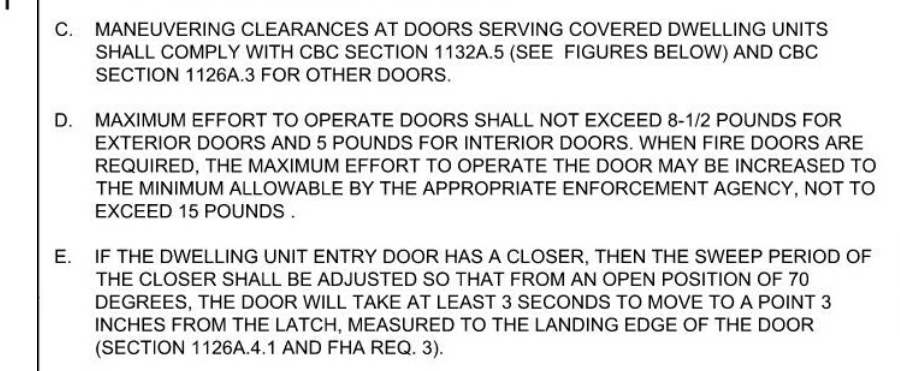 C. MANEUVERING CLEARANCES AT DOORS SERVING COVERED DWELLING UNITS
SHALL COMPLY WITH CBC SECTION 1132A.5 (SEE FIGURES BELOW) AND CBC
SECTION 1126A.3 FOR OTHER DOORS.
D. MAXIMUM EFFORT TO OPERATE DOORS SHALL NOT EXCEED 8-1/2 POUNDS FOR
EXTERIOR DOORS AND 5 POUNDS FOR INTERIOR DOORS. WHEN FIRE DOORS ARE
REQUIRED, THE MAXIMUM EFFORT TO OPERATE THE DOOR MAY BE INCREASED TO
THE MINIMUM ALLOWABLE BY THE APPROPRIATE ENFORCEMENT AGENCY, NOT TO
EXCEED 15 POUNDS .
E. IF THE DWELLING UNIT ENTRY DOOR HAS A CLOSER, THEN THE SWEEP PERIOD OF
THE CLOSER SHALL BE ADJUSTED SO THAT FROM AN OPEN POSITION OF 70
DEGREES, THE DOOR WILL TAKE AT LEAST 3 SECONDS TO MOVE TO A POINT 3
INCHES FROM THE LATCH, MEASURED TO THE LANDING EDGE OF THE DOOR
(SECTION 1126A.4.1 AND FHA REQ. 3).